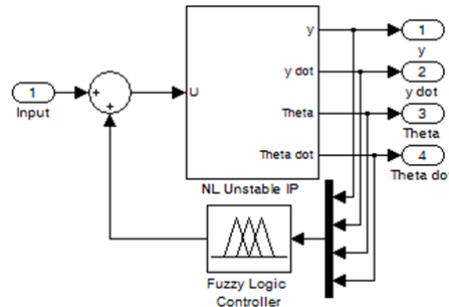 1
Input
+
+
U
y
y dot
Theta
Theta dot
NL Unstable IP
1
y
2
y dot
3
Theta
4
Theta dot
Fuzzy Logic
Controller